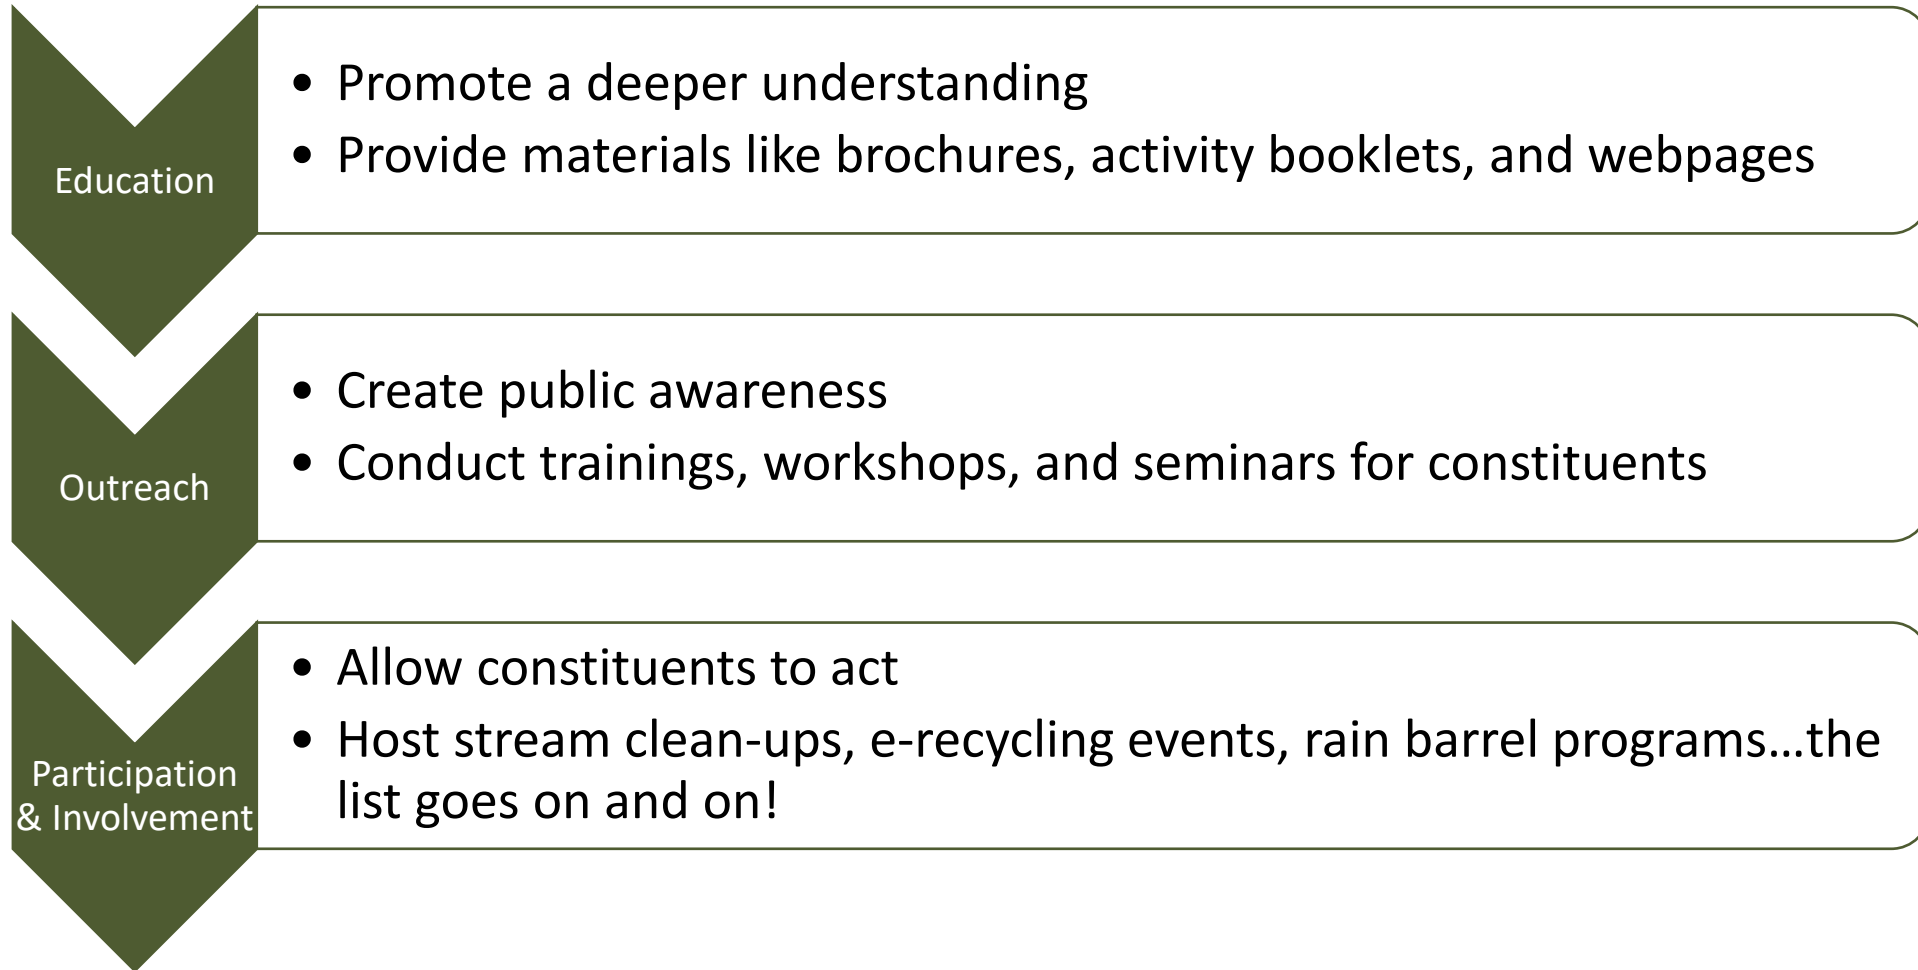 Education
• Promote a deeper understanding
• Provide materials like brochures, activity booklets, and webpages
Outreach
• Create public awareness
• Conduct trainings, workshops, and seminars for constituents
Participation
& Involvement
• Allow constituents to act
• Host stream clean-ups, e-recycling events, rain barrel programs…the
list goes on and on!